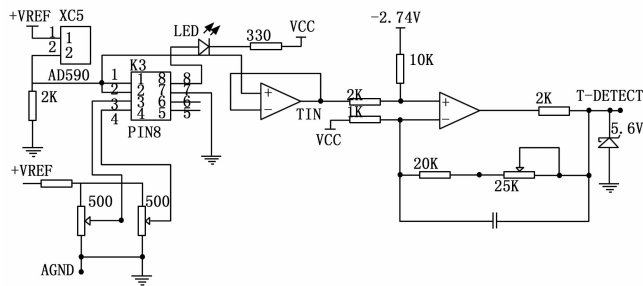 +VREF
XC5
1
1
2
2
AD590
2K
K3
1
2
3
4
1
2
3
4
8
7
6
5
8
7
6
5
PIN8
LED
330
VCC
-2.74V
10K
TIN
2K
1K
VCC
2K
T-DETECT
5.6V
20K
25K
+VREF
500
500
AGND